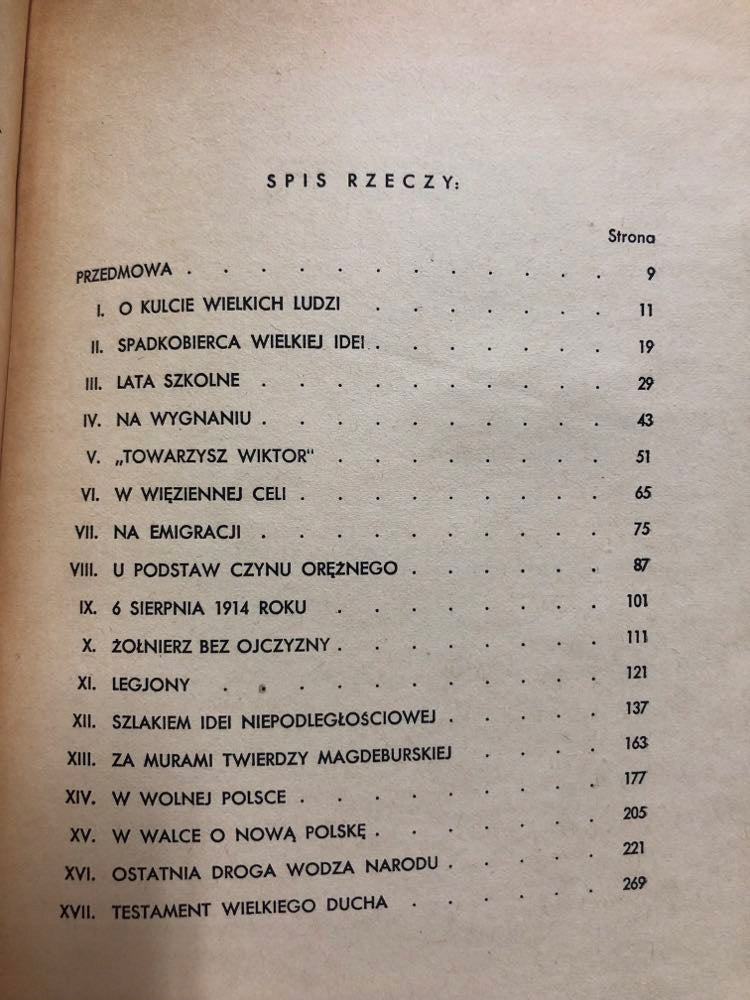 SPIS RZECZY:
Strona
PRZEDMOWA . . . . . . . . . . . . 9
I. O KULCIE WIELKICH LUDZI . . . . . . . 11
II. SPADKOBIERCA WIELKIEJ IDEI . . . . . . . 19
III. LATA SZKOLNE . . . . . . . . . . 29
IV. NA WYGNANIU . . . . . . . . . . 43
V. „TOWARZYSZ WIKTOR" . . . . . . . . 51
VI. W WIĘZIENNEJ CELI . . . . . . . . . 65
VII. NA EMIGRACJI . . . . . . . . . . 75
VIII. U PODSTAW CZYNU ORĘŻNEGO . . . . . . 87
IX. 6 SIERPNIA 1914 ROKU . . . . . . . . 101
X. ŻOŁNIERZ BEZ OJCZYZNY . . . . . . . . 111
XI. LEGJONY . . . . . . . . . . . 121
XII. SZLAKIEM IDEI NIEPODLEGŁOŚCIOWEJ . . . . . 137
XIII. ZA MURAMI TWIERDZY MAGDEBURSKIEJ . . . . 163
XIV. W WOLNEJ POLSCE . . . . . . . . . 177
XV. W WALCE O NOWĄ POLSKĘ . . . . . . . 205
XVI. OSTATNIA DROGA WODZA NARODU . . . . . 221
XVII. TESTAMENT WIELKIEGO DUCHA . . . . . . 269